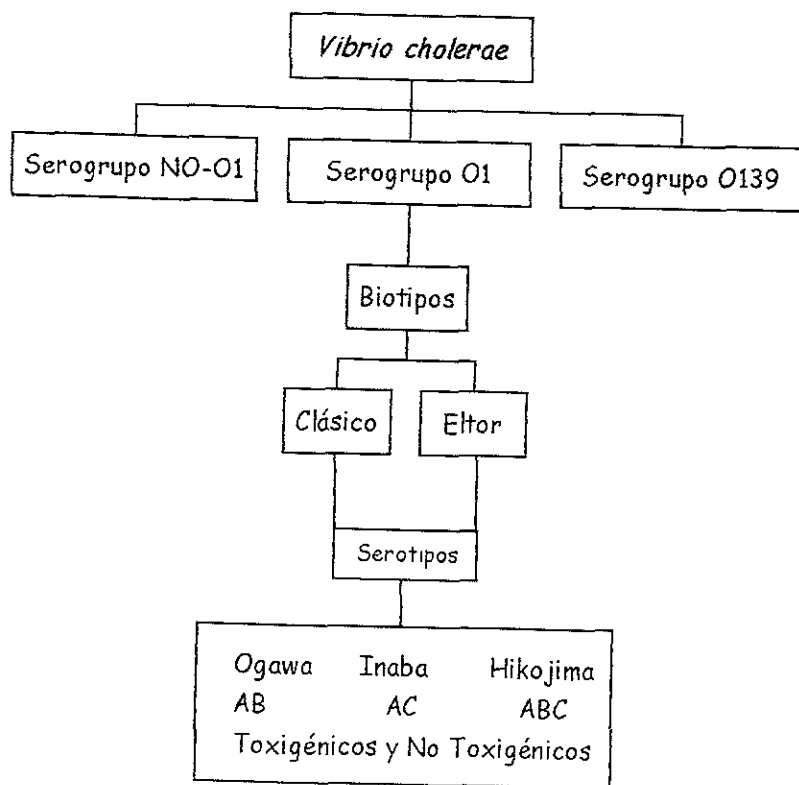 Vibrio cholerae
Serogrupo NO-O1
Serogrupo O1
Serogrupo O139
Biotipos
Clásico
Eltor
Serotipos
Ogawa Inaba Hikojima
AB AC ABC
Toxigénicos y No Toxigénicos